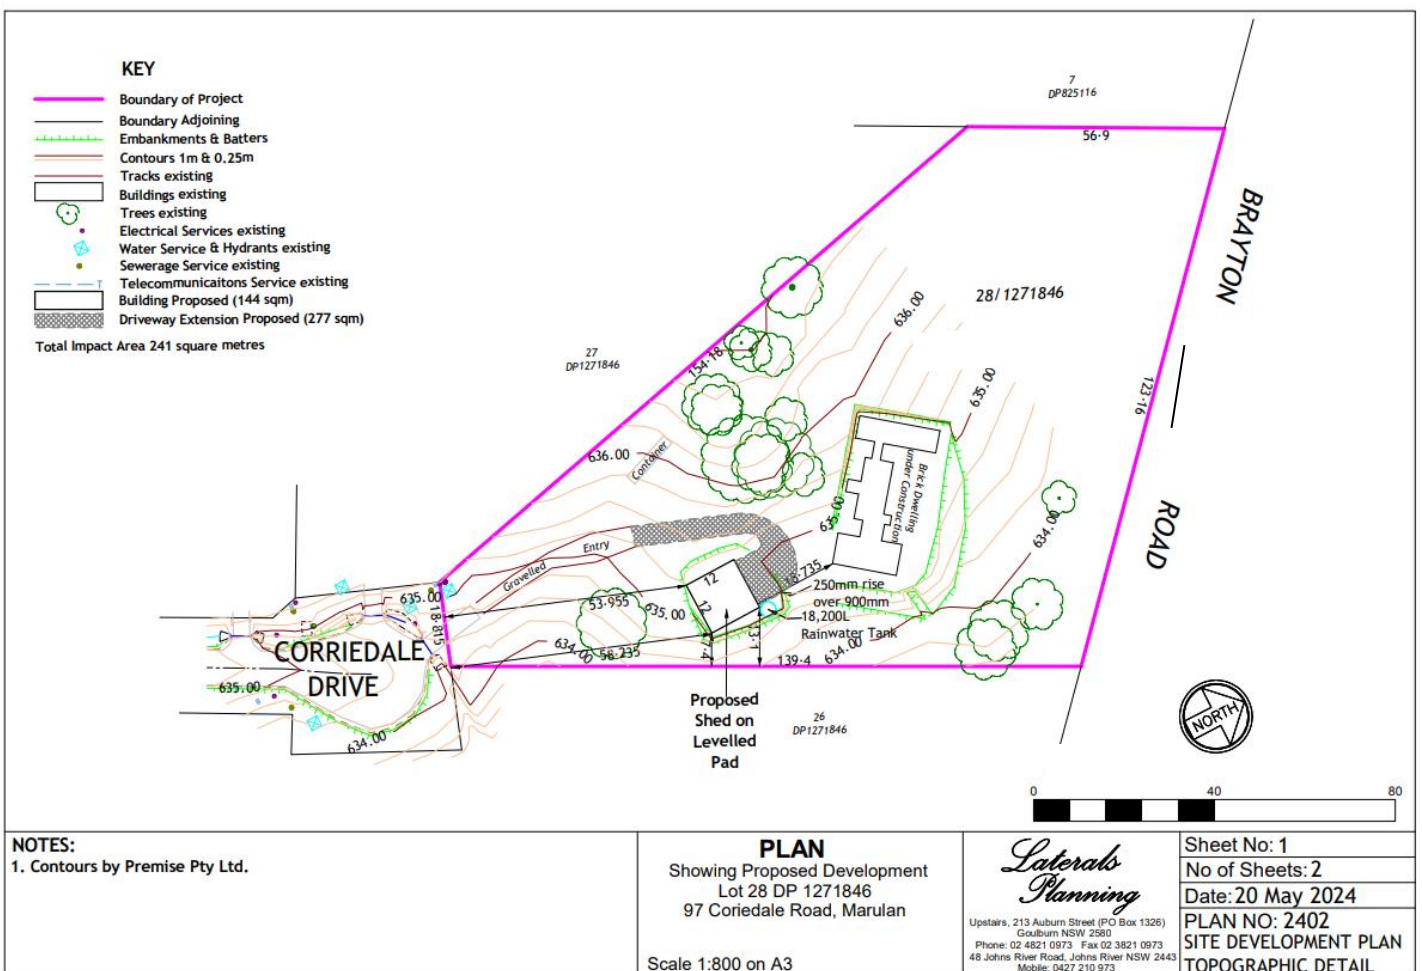 KEY
Boundary of Project
Boundary Adjoining
Embankments & Batters
Contours 1m & 0.25m
Tracks existing
Buildings existing
Trees existing
Electrical Services existing
Water Service & Hydrants existing
Sewerage Service existing
T
Telecommunicaitons Service existing
Building Proposed (144 sqm)
Driveway Extension Proposed (277 sqm)
Total Impact Area 241 square metres
7
DP825116
56·9
BRAYTON
ROAD
28/1271846
636.00
27
DP1271846
154·18
635.00
123·16
636.00
Container
Brick Dwelling
under Construction
635.00
634.00
Entry
Gravelled
12
12
18·735
250mm rise
over 900mm
18,200L
Rainwater Tank
53.955
635.00
635.00
18·815
634.00
58·235
7·4
13·1
139·4
634.00
CORRIEDALE
DRIVE
635.00
634.00
Proposed
Shed on
Levelled
Pad
26
DP1271846
NORTH
0 40 80
NOTES:
1. Contours by Premise Pty Ltd.
PLAN
Showing Proposed Development
Lot 28 DP 1271846
97 Coriedale Road, Marulan
Scale 1:800 on A3
Laterals
Planning
Upstairs, 213 Auburn Street (PO Box 1326)
Goulburn NSW 2580
Phone: 02 4821 0973 Fax 02 3821 0973
48 Johns River Road, Johns River NSW 2443
Mobile: 0427 210 973
Sheet No: 1
No of Sheets: 2
Date: 20 May 2024
PLAN NO: 2402
SITE DEVELOPMENT PLAN
TOPOGRAPHIC DETAIL